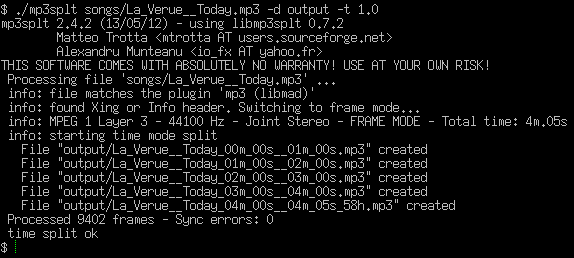 $ ./mp3splt songs/La_Verue__Today.mp3 -d output -t 1.0
mp3splt 2.4.2 (13/05/12) - using libmp3splt 0.7.2
Matteo Trotta <mtrotta AT users.sourceforge.net>
Alexandru Munteanu <io_fx AT yahoo.fr>
THIS SOFTWARE COMES WITH ABSOLUTELY NO WARRANTY! USE AT YOUR OWN RISK!
Processing file 'songs/La_Verue__Today.mp3' ...
info: file matches the plugin 'mp3 (libmad)'
info: found Xing or Info header. Switching to frame mode...
info: MPEG 1 Layer 3 - 44100 Hz - Joint Stereo - FRAME MODE - Total time: 4m.05s
info: starting time mode split
File "output/La_Verue__Today_00m_00s__01m_00s.mp3" created
File "output/La_Verue__Today_01m_00s__02m_00s.mp3" created
File "output/La_Verue__Today_02m_00s__03m_00s.mp3" created
File "output/La_Verue__Today_03m_00s__04m_00s.mp3" created
File "output/La_Verue__Today_04m_00s__04m_05s_58h.mp3" created
Processed 9402 frames - Sync errors: 0
time split ok
$